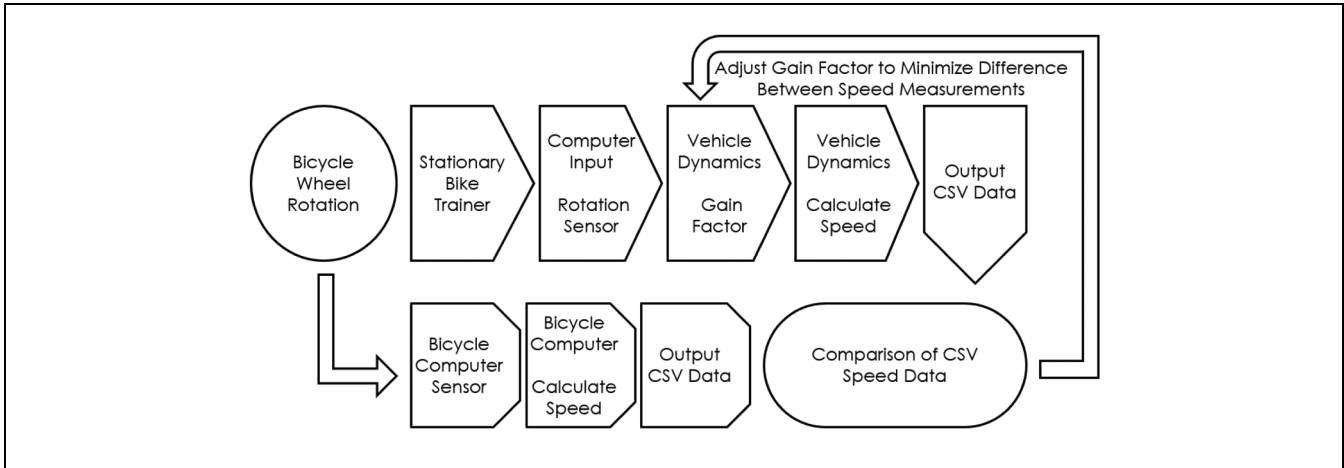 Adjust Gain Factor to Minimize Difference
Between Speed Measurements
Bicycle
Wheel
Rotation
Stationary
Bike
Trainer
Computer
Input
Rotation
Sensor
Vehicle
Dynamics
Gain
Factor
Vehicle
Dynamics
Calculate
Speed
Output
CSV Data
Bicycle
Computer
Sensor
Bicycle
Computer
Calculate
Speed
Output
CSV Data
Comparison of CSV
Speed Data